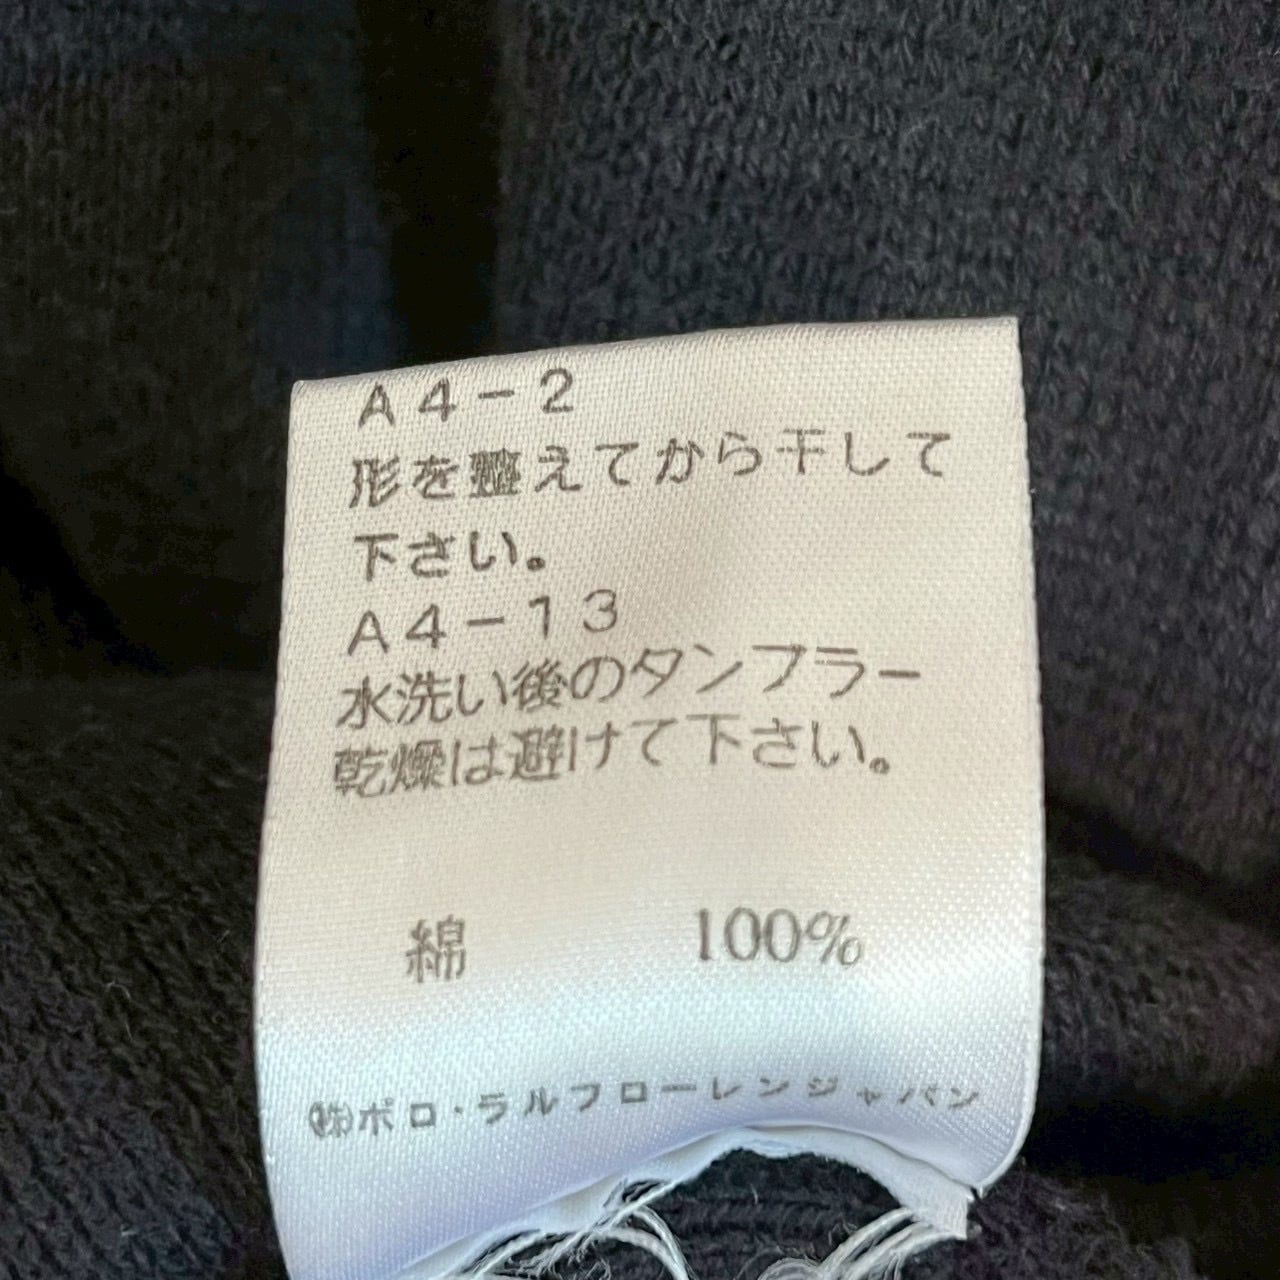 A4-2
形を整えてから干して
下さい。
A4-13
水洗い後のタンブラー
乾燥は避けて下さい。
綿 100%
㈱ポロ・ラルフローレンジャパン